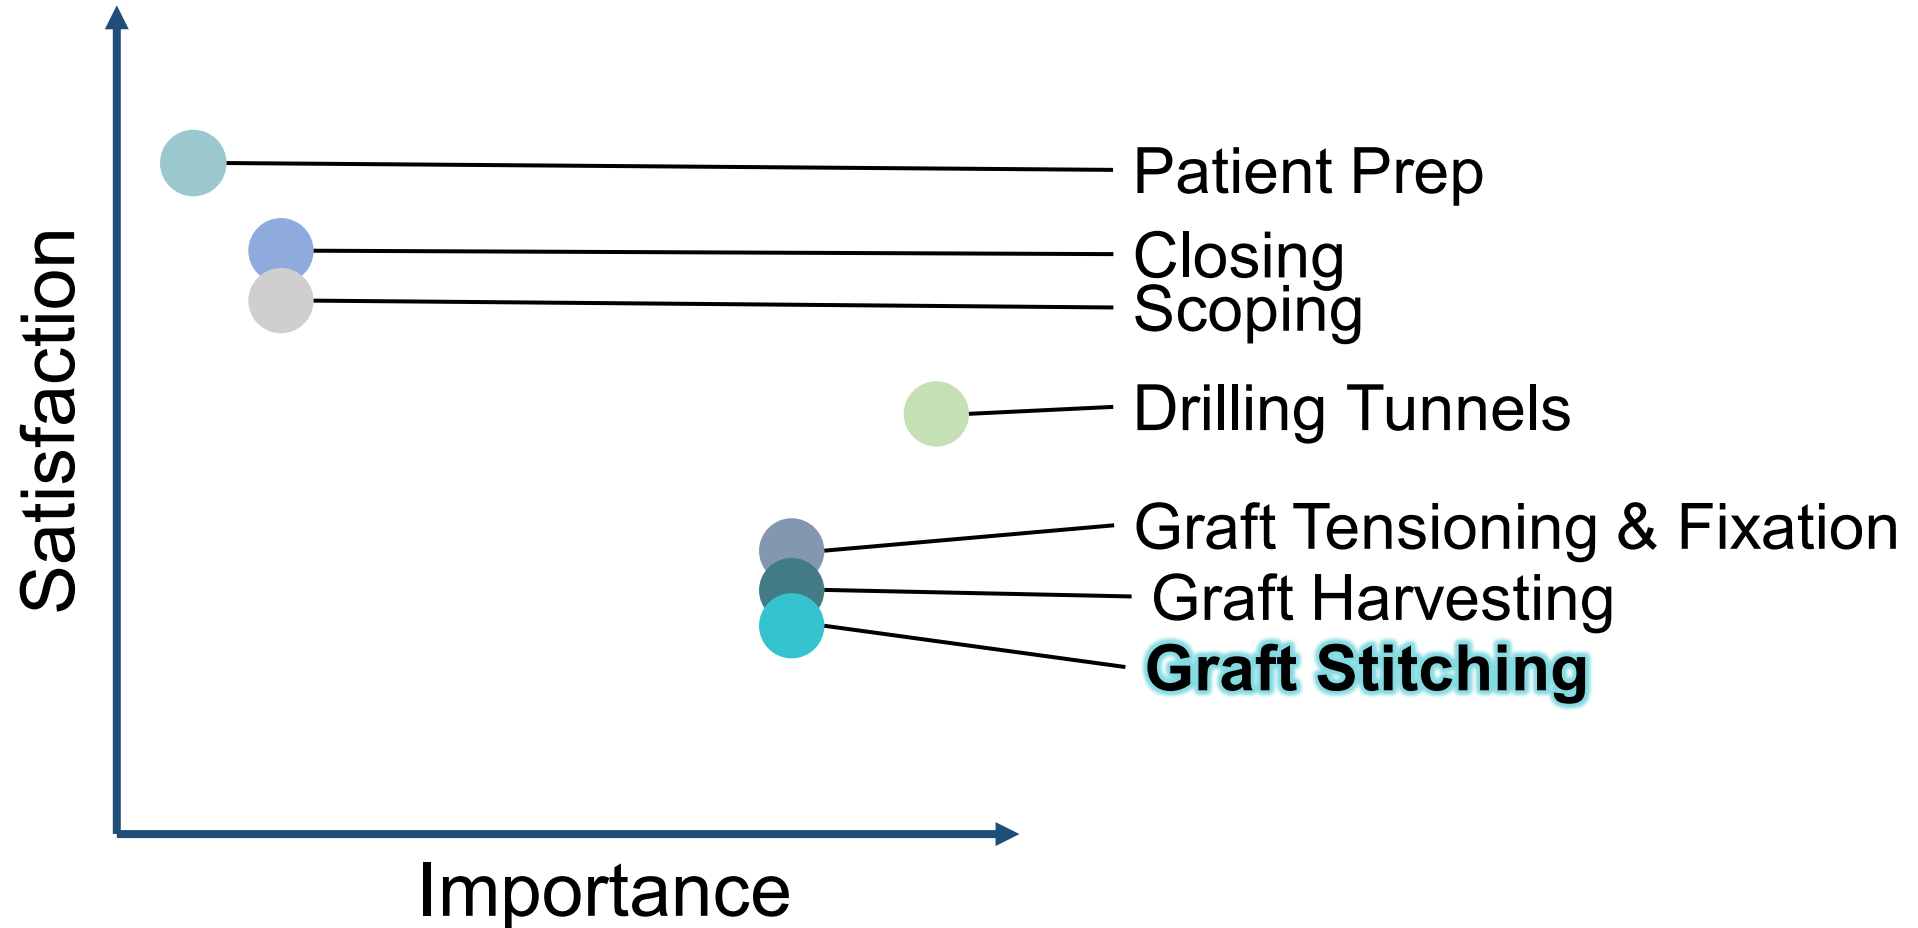 Satisfaction
Patient Prep
Closing
Scoping
Drilling Tunnels
Graft Tensioning & Fixation
Graft Harvesting
Graft Stitching
Importance